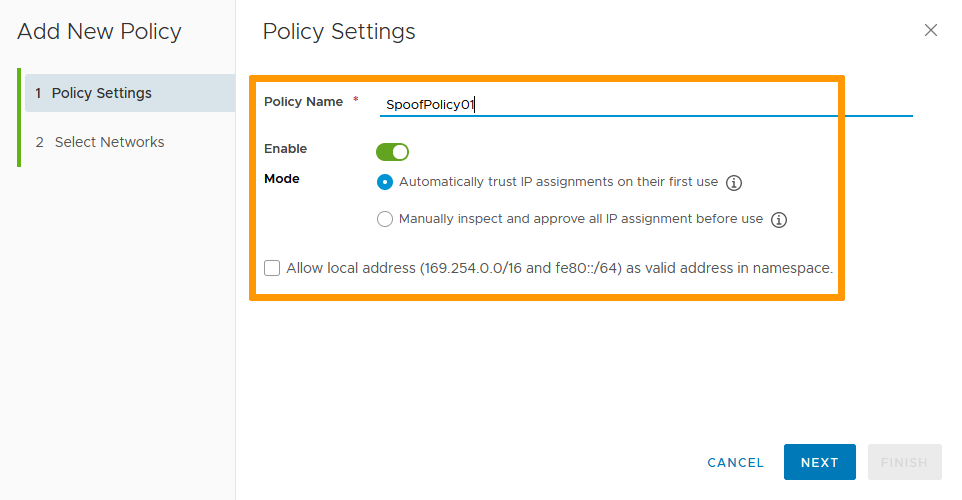 Add New Policy
1 Policy Settings
2 Select Networks
Policy Settings
Policy Name * SpoofPolicy01
Enable
Mode
Automatically trust IP assignments on their first use
Manually inspect and approve all IP assignment before use
Allow local address (169.254.0.0/16 and fe80::/64) as valid address in namespace.
CANCEL NEXT FINISH